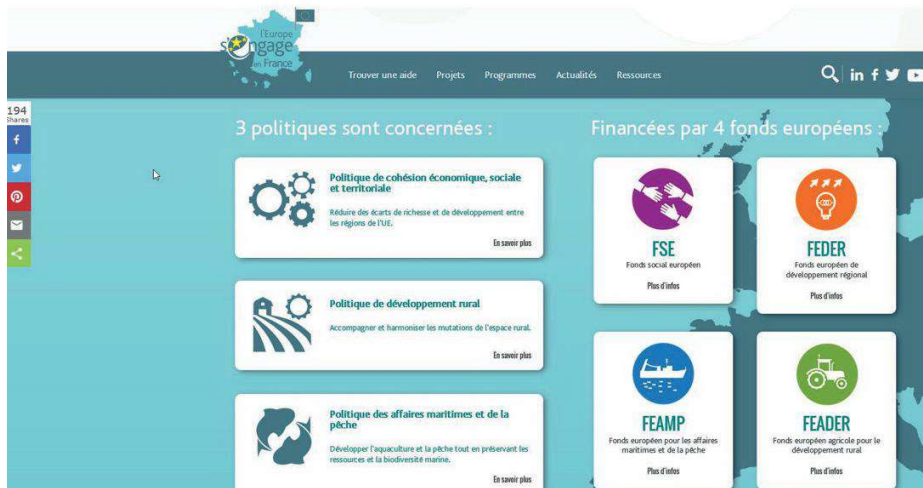 l'Europe
s'engage
en France
Trouver une aide
Projets
Programmes
Actualités
Ressources
194
Shares
3 politiques sont concernées :
Politique de cohésion économique, sociale
et territoriale
Réduire des écarts de richesse et de développement entre
les régions de l'UE.
En savoir plus
Politique de développement rural
Accompagner et harmoniser les mutations de l'espace rural.
En savoir plus
Politique des affaires maritimes et de la
pêche
Développer l'aquaculture et la pêche tout en préservant les
ressources et la biodiversité marine.
En savoir plus
Financées par 4 fonds européens :
FSE
Fonds social européen
Plus d'infos
FEDER
Fonds européen de
développement régional
Plus d'infos
FEAMP
Fonds européen pour les affaires
maritimes et de la pêche
Plus d'infos
FEADER
Fonds européen agricole pour le
développement rural
Plus d'infos